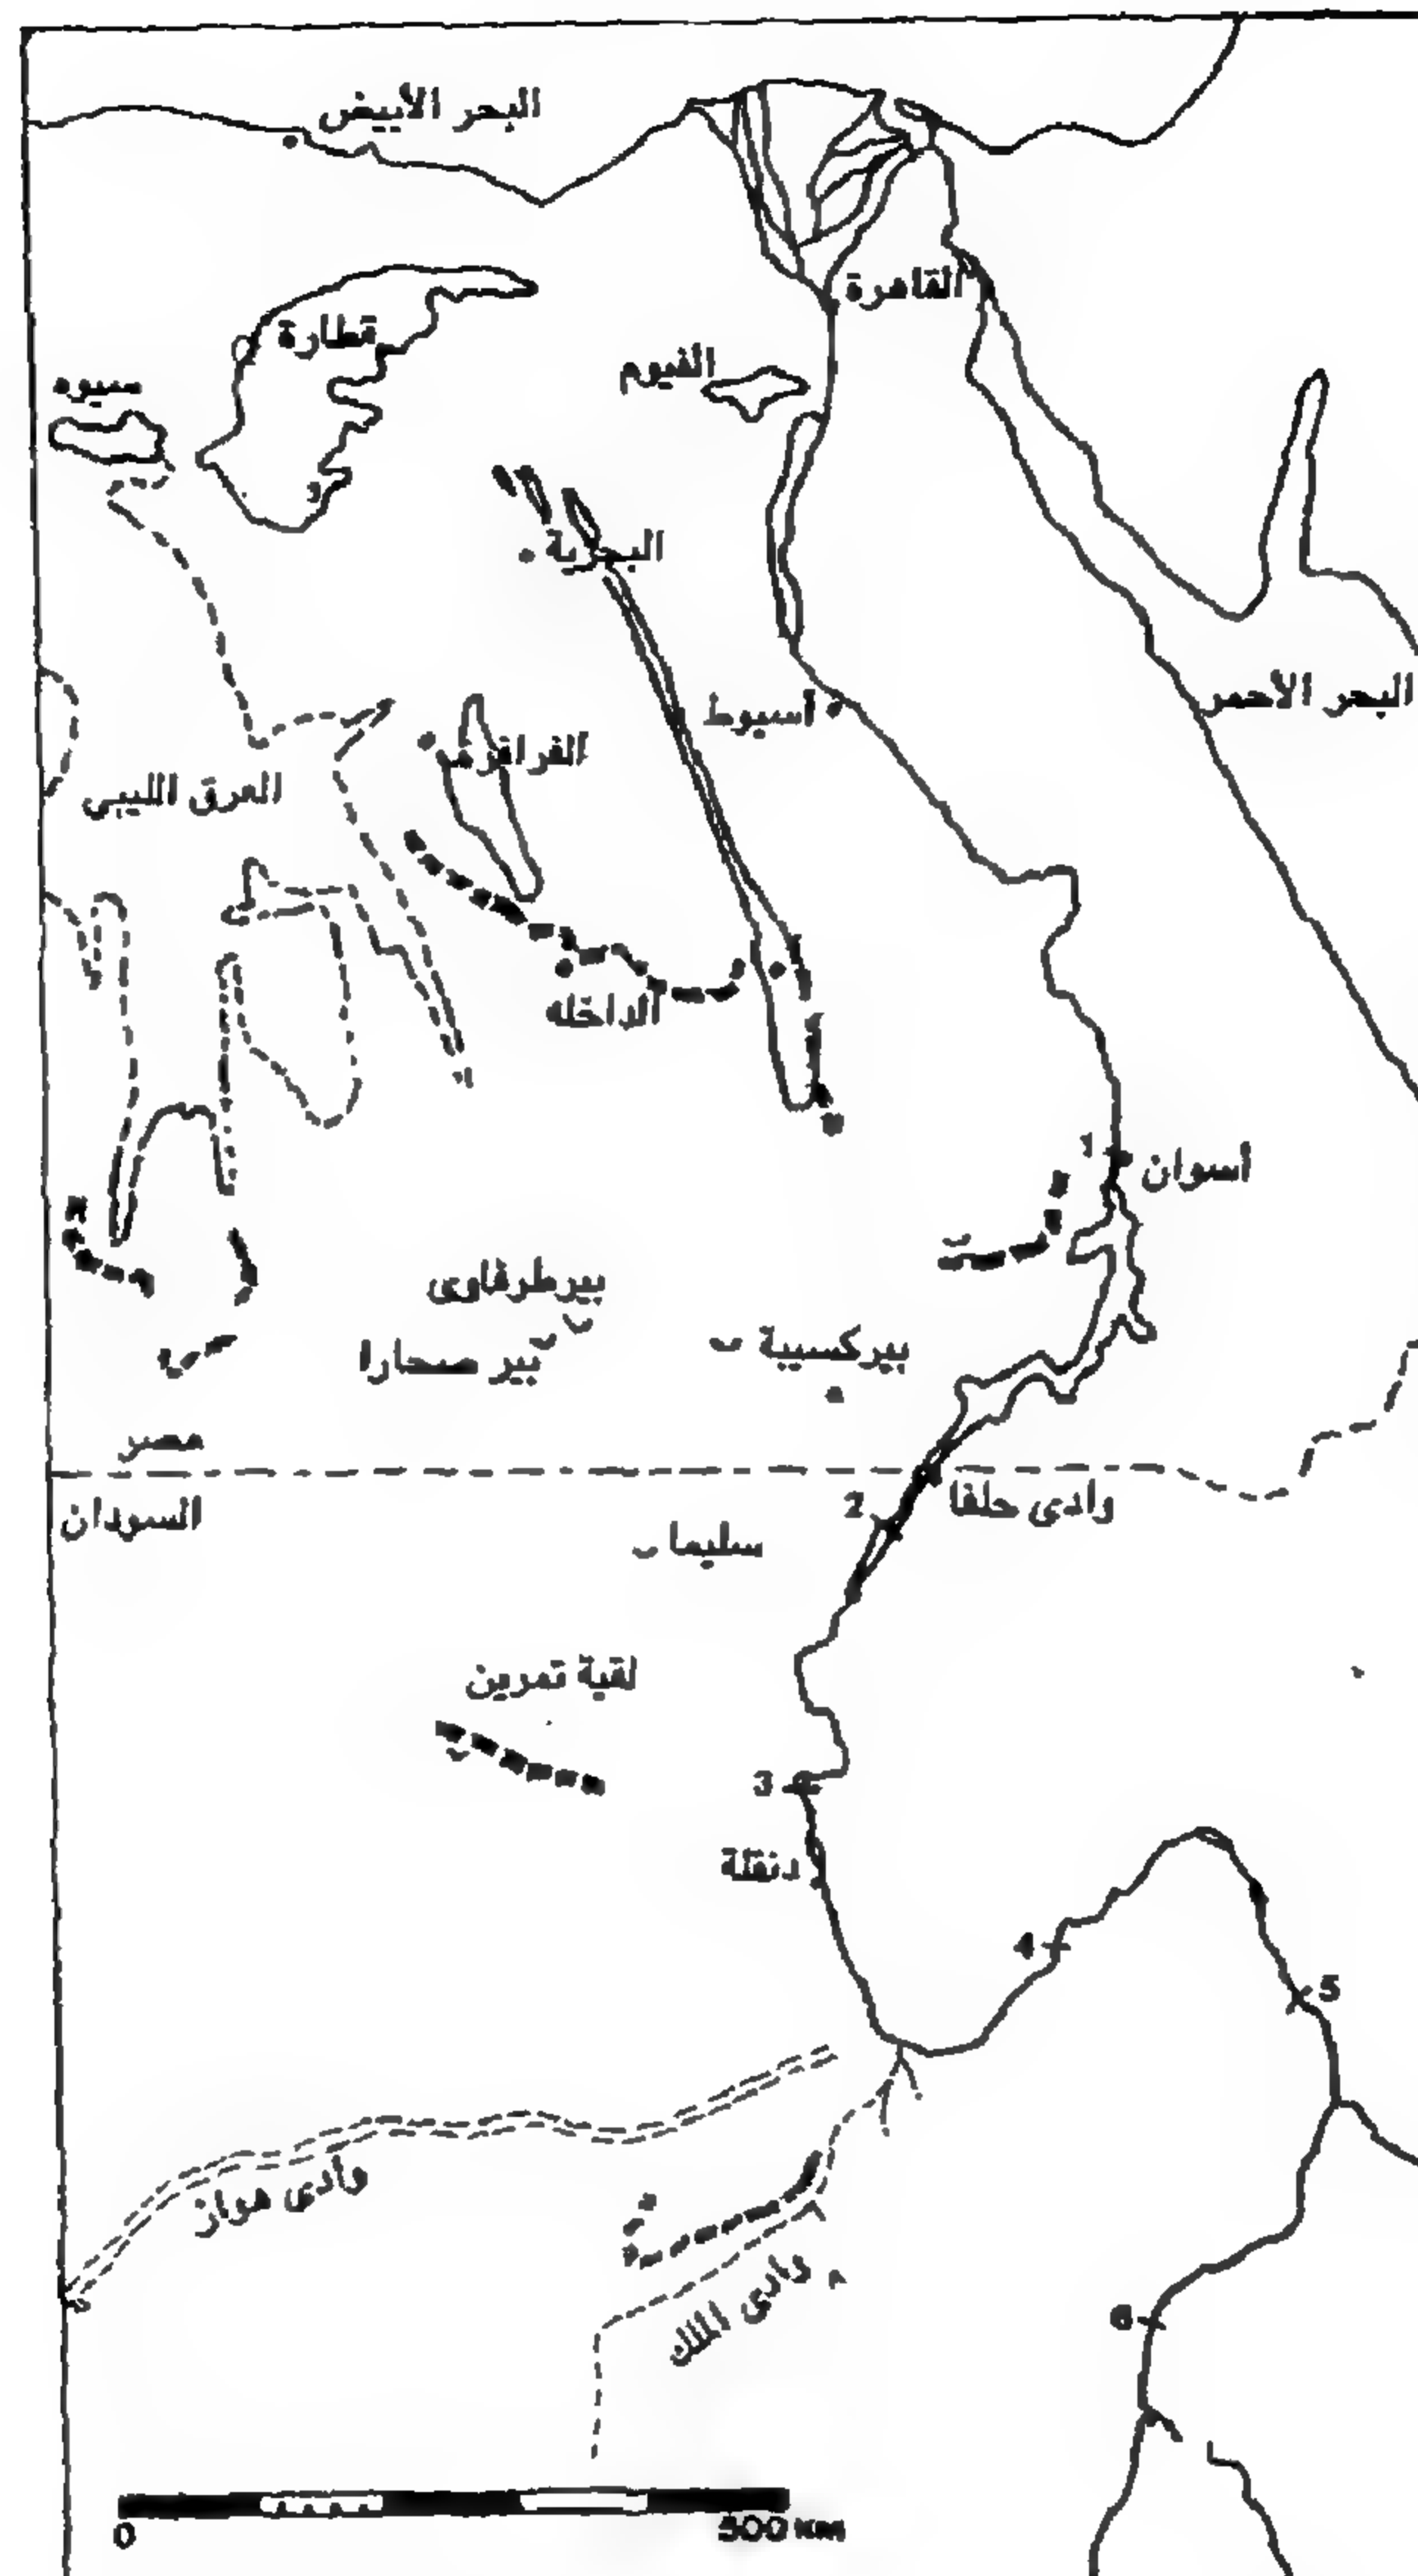 البحر الأبيض
القاهرة
قطارة
الفيوم
سيوه
البحرية
أسيوط
البحر الأحمر
الفرافره
العرق الليبي
الداخله
1
أسوان
بيرطرفاوى
بيركسيبة
بير صحارا
مصر
السودان
2
وادى حلفا
سليما
لقية تمرين
3
دنقلة
4
5
وادى هواز
وادى الملك
6
0
500 KM